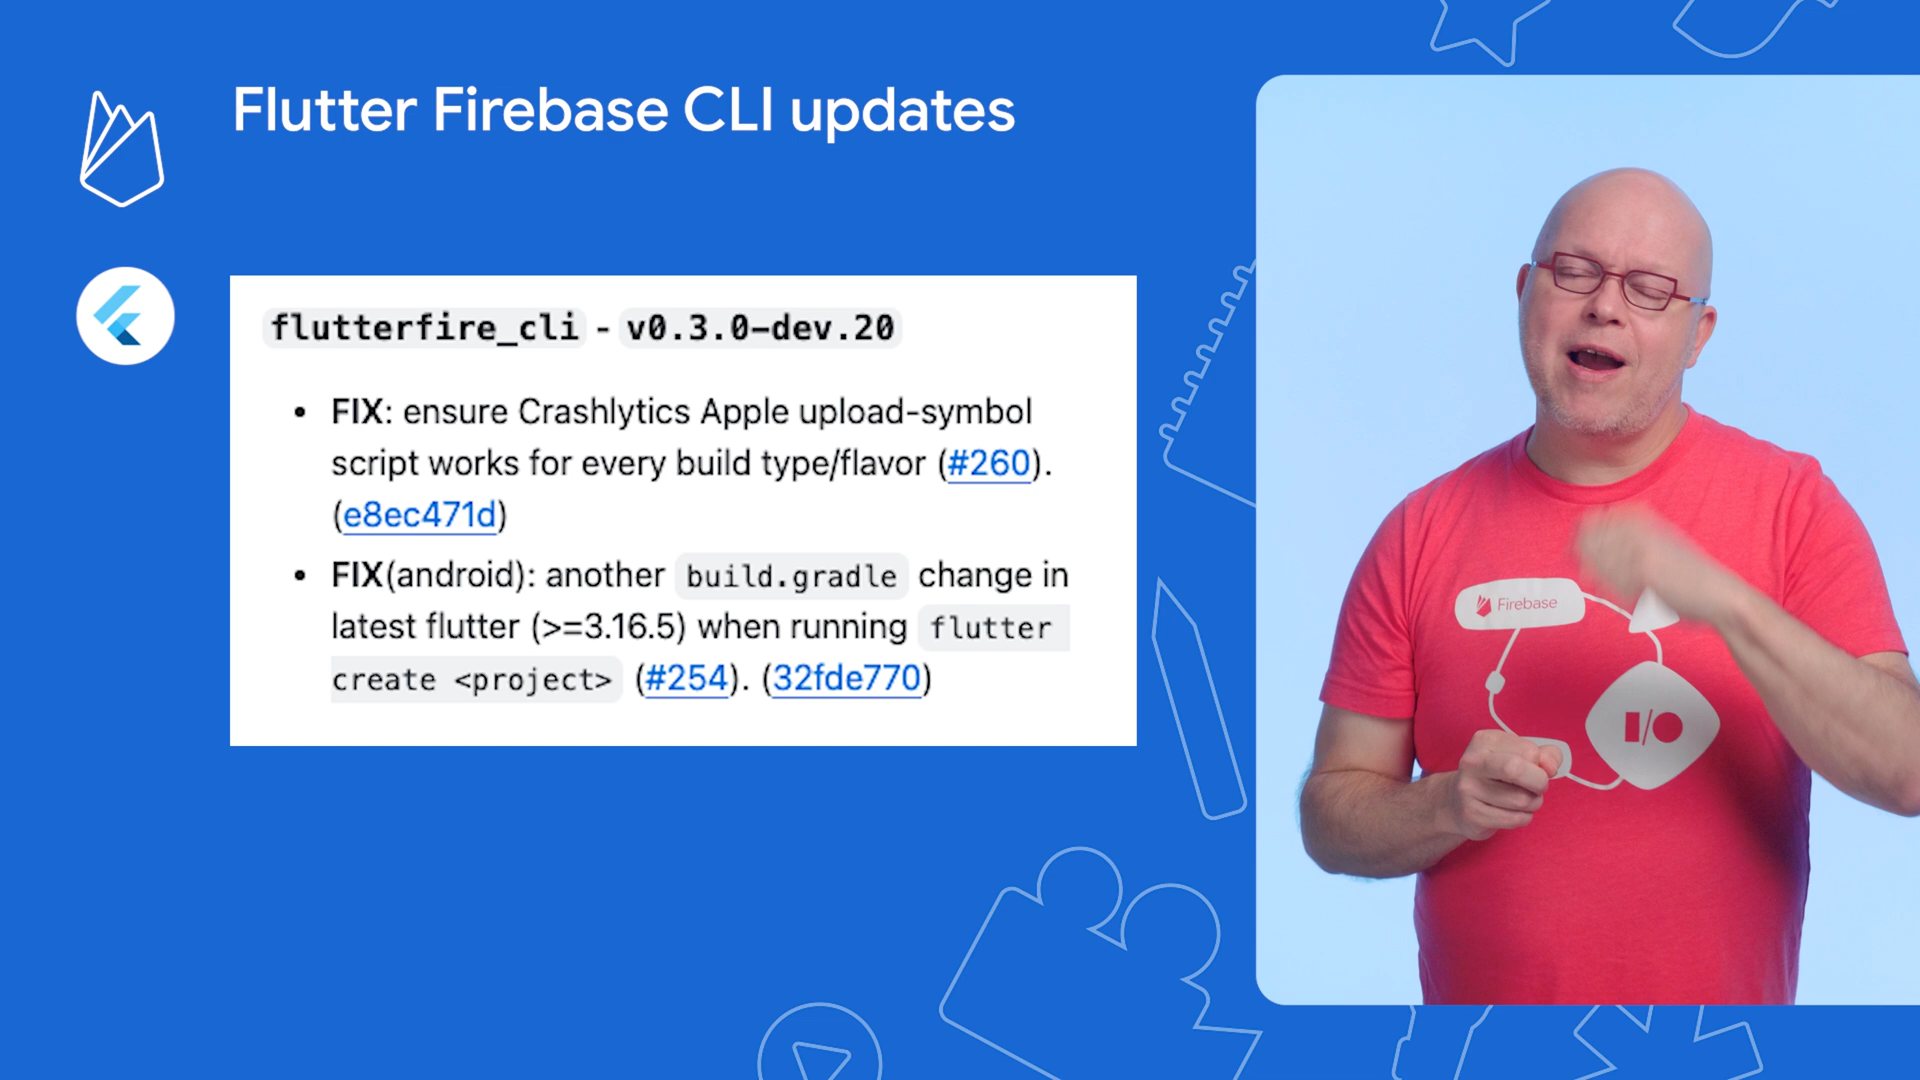 Flutter Firebase CLI updates
flutterfire_cli - v0.3.0-dev.20
• FIX: ensure Crashlytics Apple upload-symbol
script works for every build type/flavor (#260).
(e8ec471d)
• FIX(android): another build.gradle change in
latest flutter (>=3.16.5) when running flutter
create <project> (#254). (32fde770)
Firebase
I/O